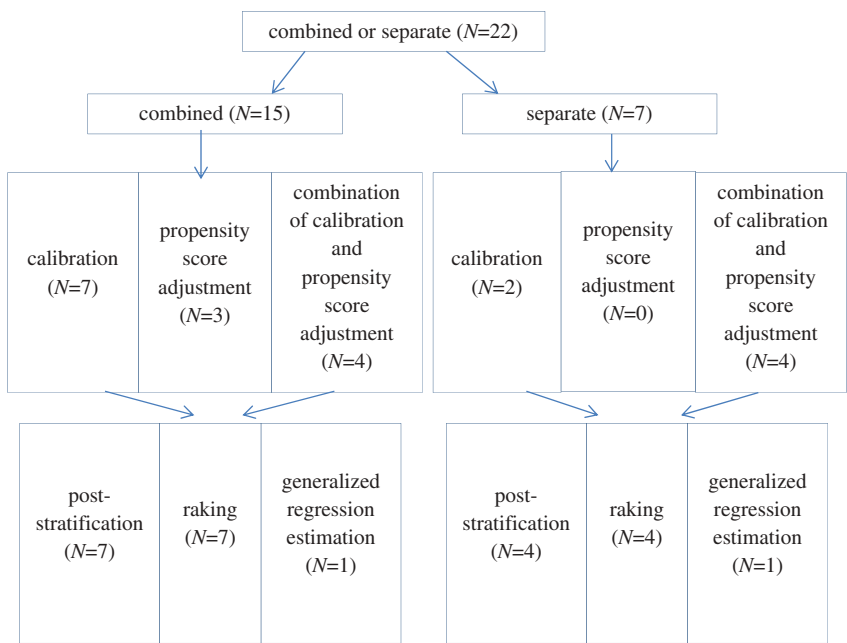 combined or separate (N=22)
combined (N=15)
separate (N=7)
calibration
(N=7)
propensity
score
adjustment
(N=3)
combination
of calibration
and
propensity
score
adjustment
(N=4)
calibration
(N=2)
propensity
score
adjustment
(N=0)
combination
of calibration
and
propensity
score
adjustment
(N=4)
post-
stratification
(N=7)
raking
(N=7)
generalized
regression
estimation
(N=1)
post-
stratification
(N=4)
raking
(N=4)
generalized
regression
estimation
(N=1)